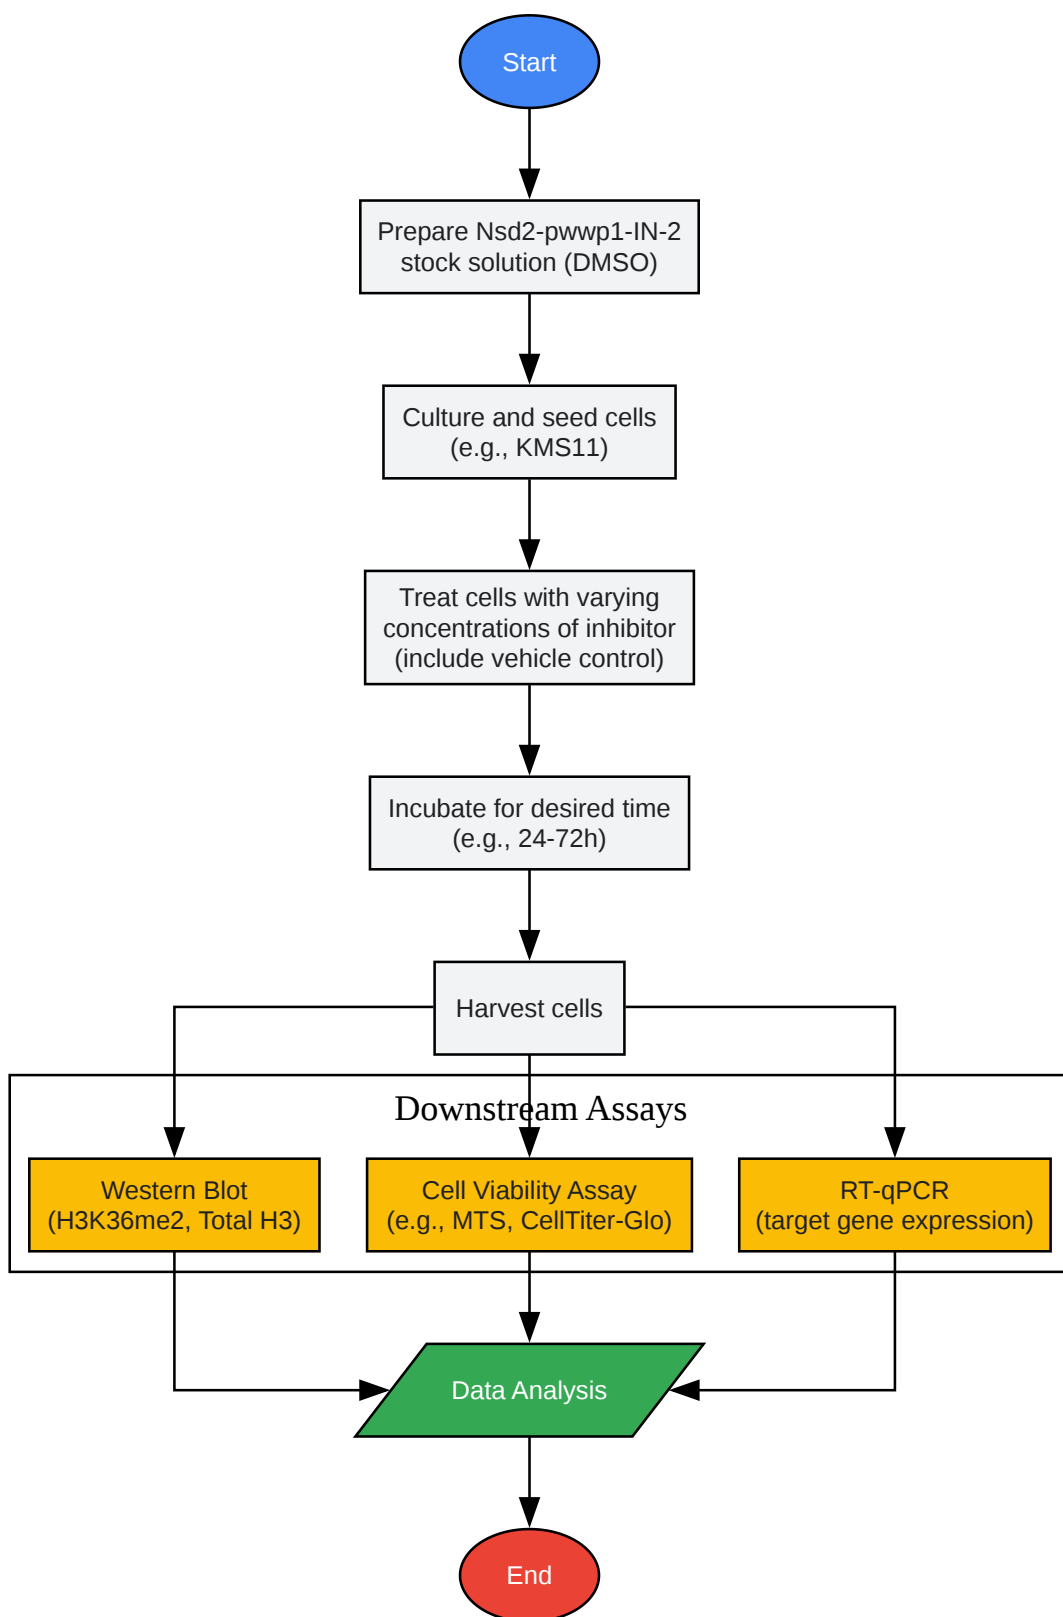 Start
Prepare Nsd2-pwwp1-IN-2
stock solution (DMSO)
Culture and seed cells
(e.g., KMS11)
Treat cells with varying
concentrations of inhibitor
(include vehicle control)
Incubate for desired time
(e.g., 24-72h)
Harvest cells
Downstream Assays
Western Blot
(H3K36me2, Total H3)
Cell Viability Assay
(e.g., MTS, CellTiter-Glo)
RT-qPCR
(target gene expression)
Data Analysis
End